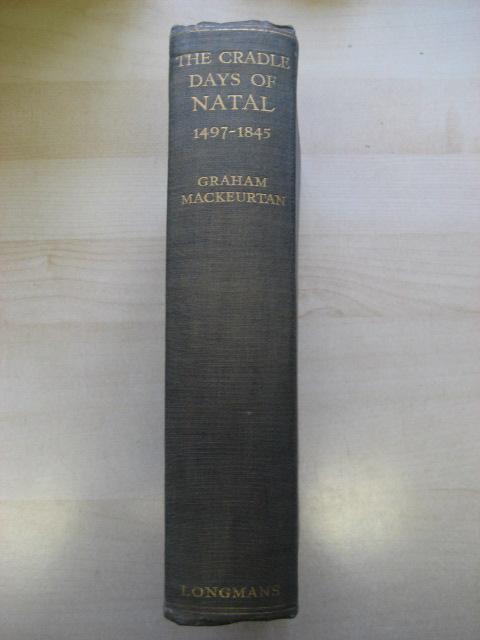 THE CRADLE
DAYS OF
NATAL
1497-1845
GRAHAM
MACKEURTAN
LONGMANS